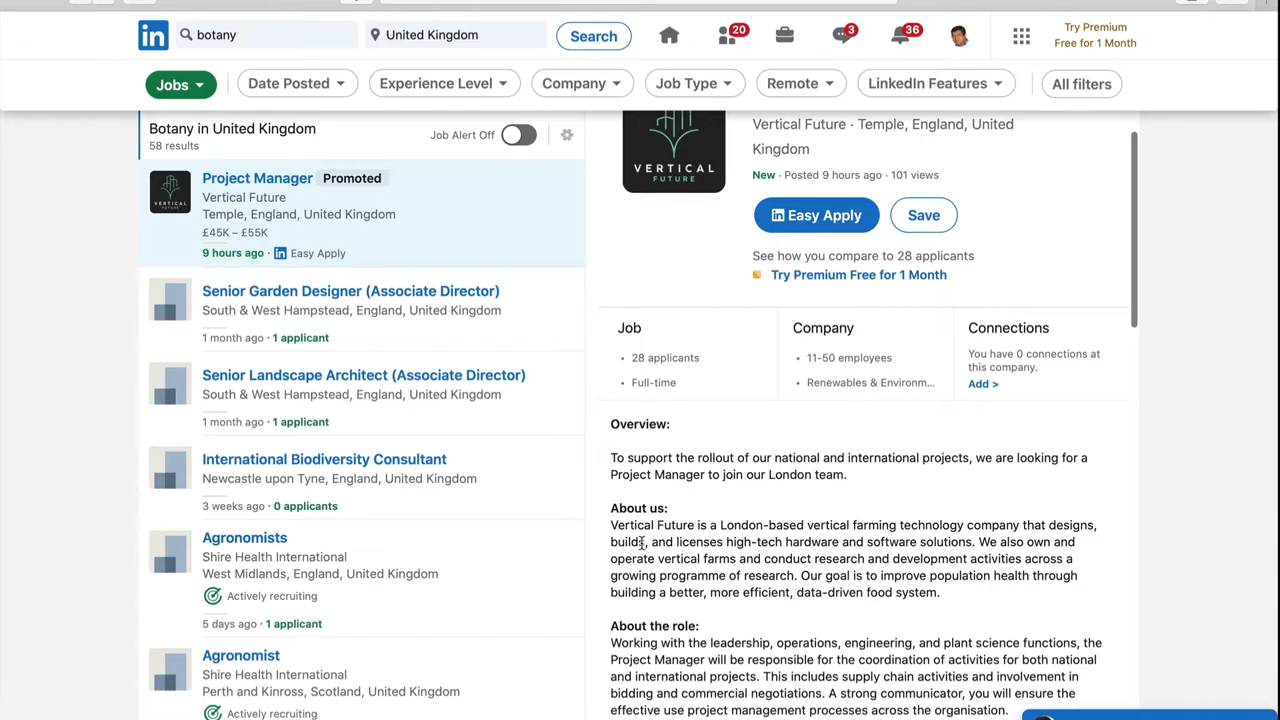 botany
United Kingdom
Search
20
3
36
Try Premium
Free for 1 Month
Jobs
Date Posted
Experience Level
Company
Job Type
Remote
LinkedIn Features
All filters
Botany in United Kingdom
58 results
Job Alert Off
Project Manager Promoted
Vertical Future
Temple, England, United Kingdom
£45K – £55K
9 hours ago · in Easy Apply
Senior Garden Designer (Associate Director)
South & West Hampstead, England, United Kingdom
1 month ago · 1 applicant
Senior Landscape Architect (Associate Director)
South & West Hampstead, England, United Kingdom
1 month ago · 1 applicant
International Biodiversity Consultant
Newcastle upon Tyne, England, United Kingdom
3 weeks ago · 0 applicants
Agronomists
Shire Health International
West Midlands, England, United Kingdom
Actively recruiting
5 days ago · 1 applicant
Agronomist
Shire Health International
Perth and Kinross, Scotland, United Kingdom
Actively recruiting
VERTICAL
FUTURE
Vertical Future · Temple, England, United
Kingdom
New · Posted 9 hours ago · 101 views
in Easy Apply
Save
See how you compare to 28 applicants
Try Premium Free for 1 Month
Job
• 28 applicants
• Full-time
Company
• 11-50 employees
• Renewables & Environm...
Connections
You have 0 connections at
this company.
Add >
Overview:
To support the rollout of our national and international projects, we are looking for a
Project Manager to join our London team.
About us:
Vertical Future is a London-based vertical farming technology company that designs,
builds, and licenses high-tech hardware and software solutions. We also own and
operate vertical farms and conduct research and development activities across a
growing programme of research. Our goal is to improve population health through
building a better, more efficient, data-driven food system.
About the role:
Working with the leadership, operations, engineering, and plant science functions, the
Project Manager will be responsible for the coordination of activities for both national
and international projects. This includes supply chain activities and involvement in
bidding and commercial negotiations. A strong communicator, you will ensure the
effective use project management processes across the organisation.